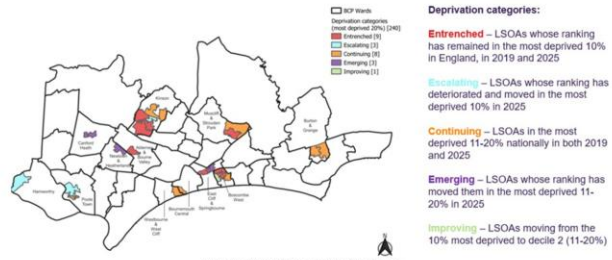 BCP Wards
Deprivation categories
(most deprived 20%) [240]
Entrenched [9]
Escalating [3]
Continuing [8]
Emerging [3]
Improving [1]
Kinson
Muscliff
&
Strouden
Park
Burton
&
Grange
Canford
Heath
Newtown
&
Heatherlands
Alderney
&
Bourne
Valley
Hamworthy
Poole
Town
East
Cliff
&
Springbourne
Boscombe
West
Bournemouth
Central
Westbourne
&
West
Cliff
N
Deprivation categories:
Entrenched – LSOAs whose ranking
has remained in the most deprived 10%
in England, in 2019 and 2025
Escalating – LSOAs whose ranking has
deteriorated and moved in the most
deprived 10% in 2025
Continuing – LSOAs in the most
deprived 11-20% nationally in both 2019
and 2025
Emerging – LSOAs whose ranking has
moved them in the most deprived 11-
20% in 2025
Improving – LSOAs moving from the
10% most deprived to decile 2 (11-20%)